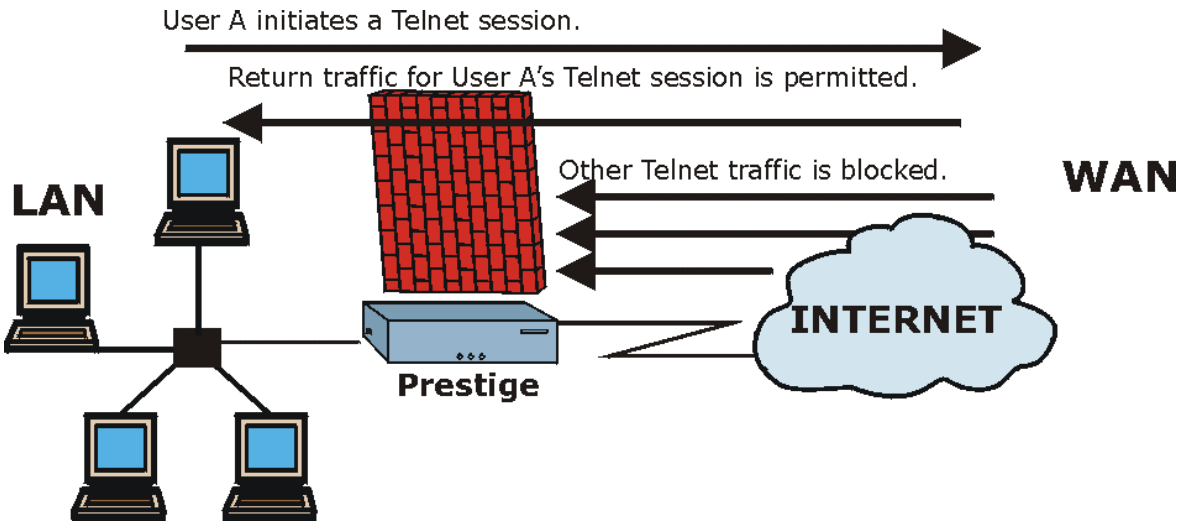 User A initiates a Telnet session.
Return traffic for User A's Telnet session is permitted.
Other Telnet traffic is blocked.
WAN
LAN
INTERNET
Prestige